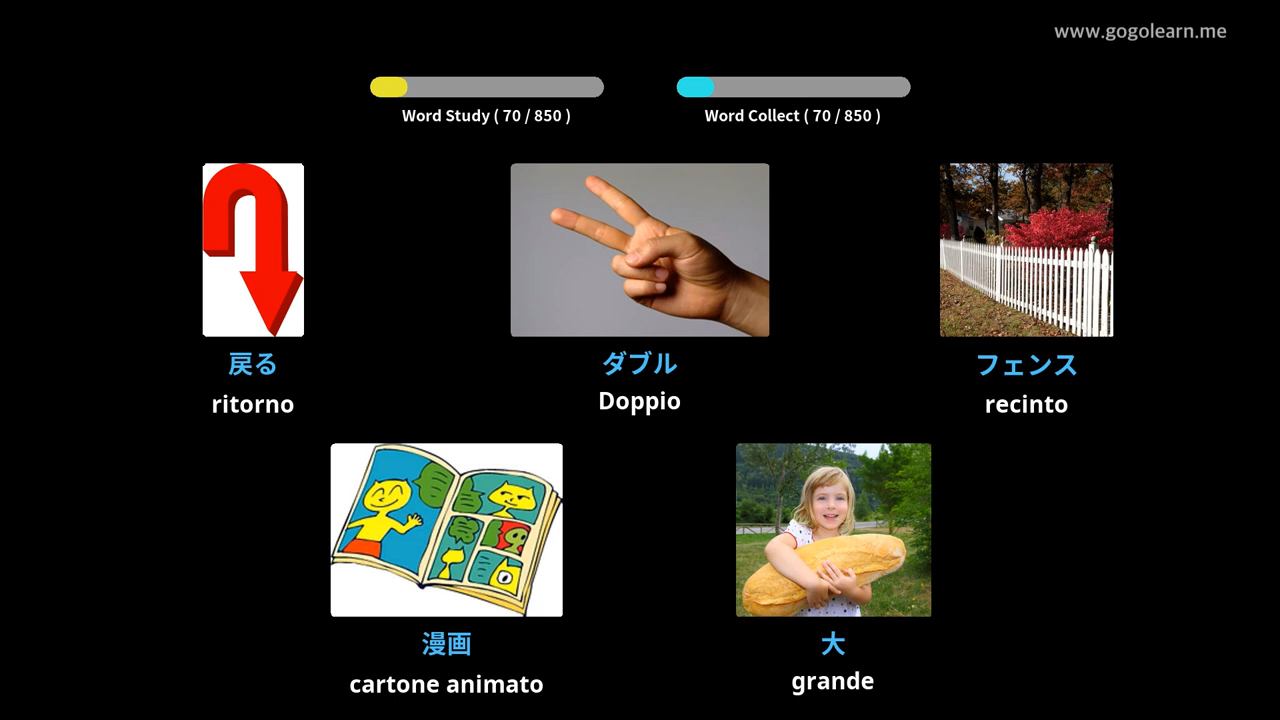 www.gogolearn.me
Word Study ( 70 / 850 )
Word Collect ( 70 / 850 )
戻る
ritorno
ダブル
Doppio
フェンス
recinto
漫画
cartone animato
大
grande